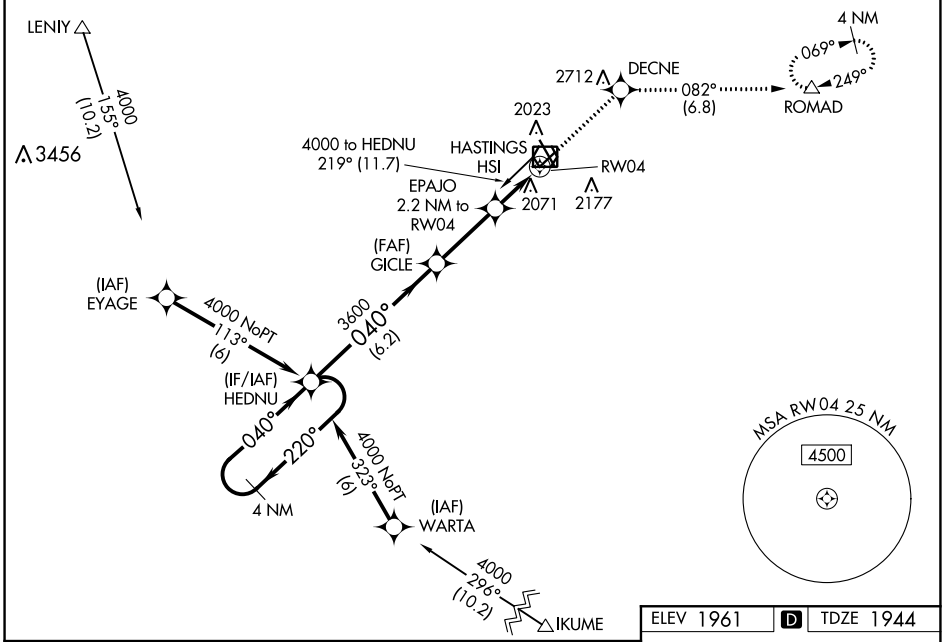 LENIY
4000
155°
(10.2)
3456
4 NM
069°
249°
ROMAD
2712
DECNE
082°
(6.8)
2023
4000 to HEDNU
219° (11.7)
HASTINGS
HSI
RW04
2071
2177
EPAJO
2.2 NM to
RW04
(FAF)
GICLE
(IAF)
EYAGE
4000 NoPT
113°
(6)
3600
040°
(6.2)
(IF/IAF)
HEDNU
040°
220°
4 NM
4000 NoPT
323°
(6)
(IAF)
WARTA
4000
296°
(10.2)
IKUME
MSA RW04 25 NM
4500
ELEV 1961 D TDZE 1944